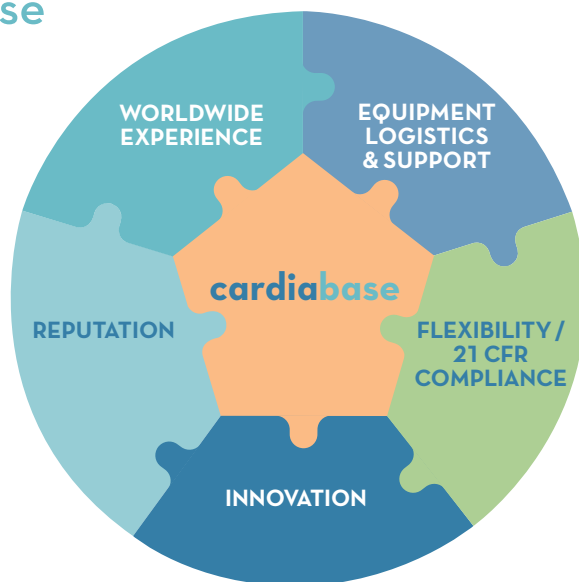 se
WORLDWIDE
EXPERIENCE
EQUIPMENT
LOGISTICS
& SUPPORT
cardiabase
REPUTATION
FLEXIBILITY /
21 CFR
COMPLIANCE
INNOVATION